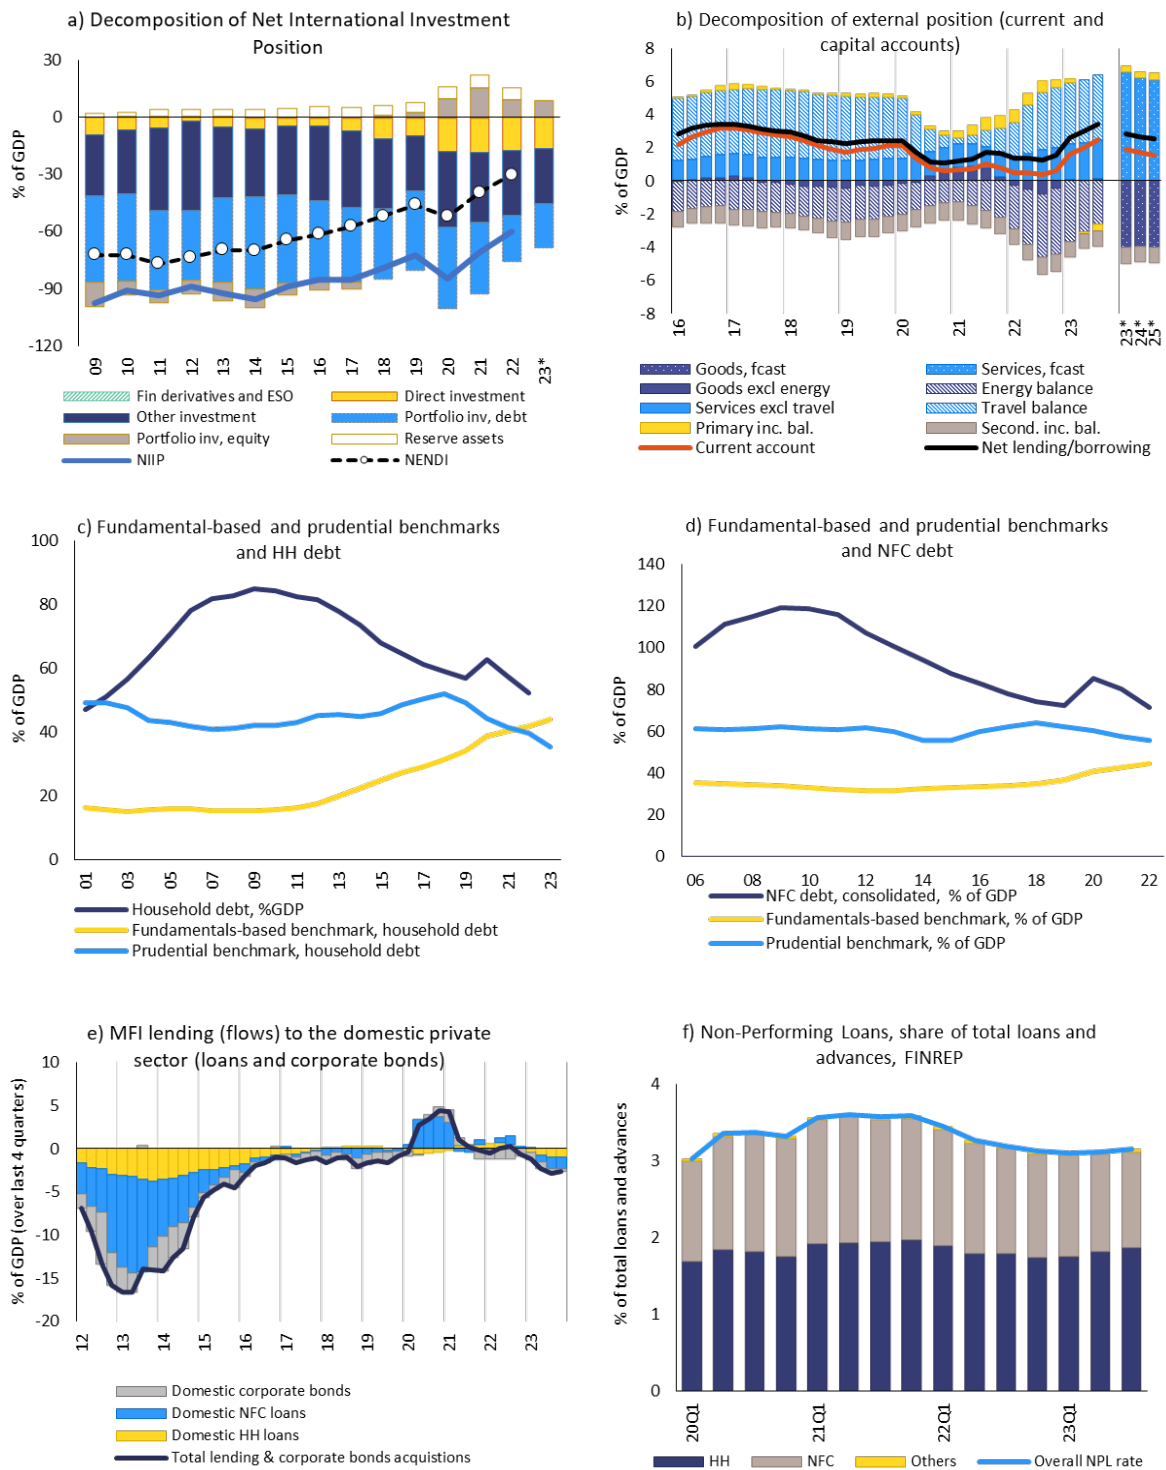 a) Decomposition of Net International Investment
Position
30
0
-30
-60
-90
-120
% of GDP
09 10 11 12 13 14 15 16 17 18 19 20 21 22 23*
Fin derivatives and ESO
Direct investment
Other investment
Portfolio inv, debt
Portfolio inv, equity
Reserve assets
NIIP
NENDI
b) Decomposition of external position (current and
capital accounts)
8
6
4
2
0
-2
-4
-6
-8
% of GDP
16 17 18 19 20 21 22 23 23* 24* 25*
Goods, fcast
Services, fcast
Goods excl energy
Energy balance
Services excl travel
Travel balance
Primary inc. bal.
Second. inc. bal.
Current account
Net lending/borrowing
c) Fundamental-based and prudential benchmarks
and HH debt
100
80
60
40
20
0
% of GDP
01 03 05 07 09 11 13 15 17 19 21 23
Household debt, %GDP
Fundamentals-based benchmark, household debt
Prudential benchmark, household debt
d) Fundamental-based and prudential benchmarks
and NFC debt
140
120
100
80
60
40
20
0
% of GDP
06 08 10 12 14 16 18 20 22
NFC debt, consolidated, % of GDP
Fundamentals-based benchmark, % of GDP
Prudential benchmark, % of GDP
e) MFI lending (flows) to the domestic private
sector (loans and corporate bonds)
10
5
0
-5
-10
-15
-20
% of GDP (over last 4 quarters)
12 13 14 15 16 17 18 19 20 21 22 23
Domestic corporate bonds
Domestic NFC loans
Domestic HH loans
Total lending & corporate bonds acquistions
f) Non-Performing Loans, share of total loans and
advances, FINREP
4
3
2
1
0
% of total loans and advances
20Q1 21Q1 22Q1 23Q1
HH
NFC
Others
Overall NPL rate